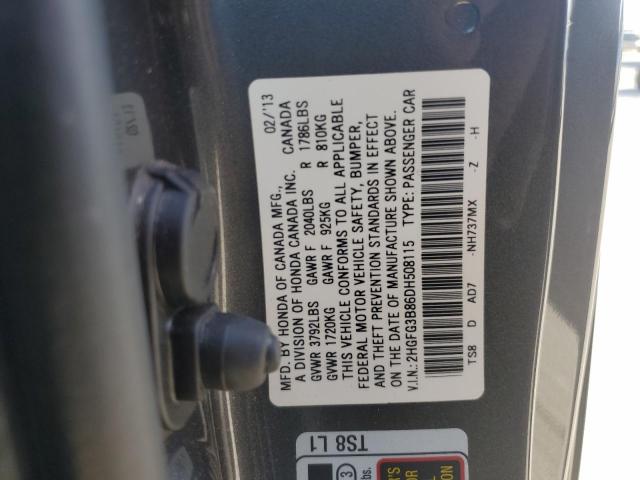 MFD. BY HONDA OF CANADA MFG., 02/'13
A DIVISION OF HONDA CANADA INC. CANADA
GVWR 3792LBS GAWR F 2040LBS R 1786LBS
GVWR 1720KG GAWR F 925KG R 810KG
THIS VEHICLE CONFORMS TO ALL APPLICABLE
FEDERAL MOTOR VEHICLE SAFETY, BUMPER,
AND THEFT PREVENTION STANDARDS IN EFFECT
ON THE DATE OF MANUFACTURE SHOWN ABOVE.
V.I.N.: 2HGFG3B86DH508115 TYPE: PASSENGER CAR
TS8 D AD7 -NH737MX -Z -H
TS8 L1
3